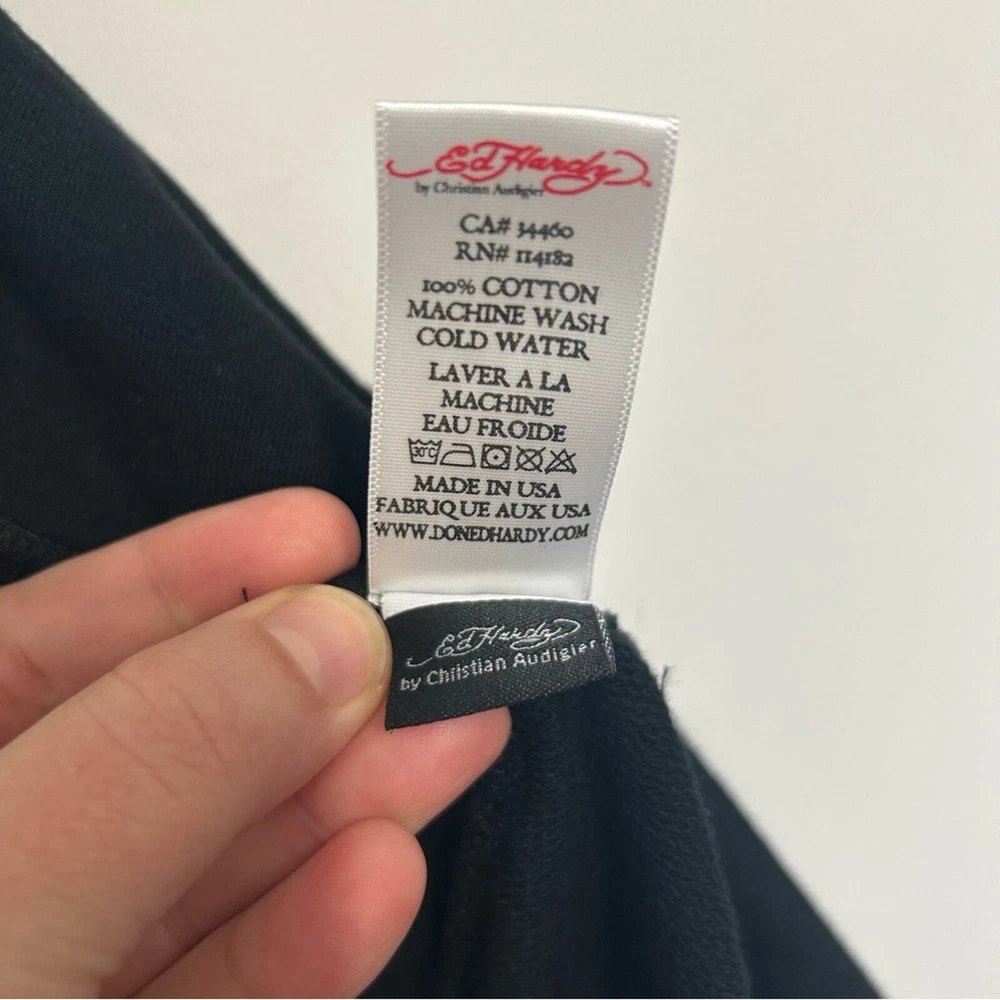 Ed Hardy
by Christian Audigier
CA# 34460
RN# 114182
100% COTTON
MACHINE WASH
COLD WATER
LAVER A LA
MACHINE
EAU FROIDE
30°C
MADE IN USA
FABRIQUE AUX USA
WWW.DONEDHARDY.COM
Ed Hardy
by Christian Audigier